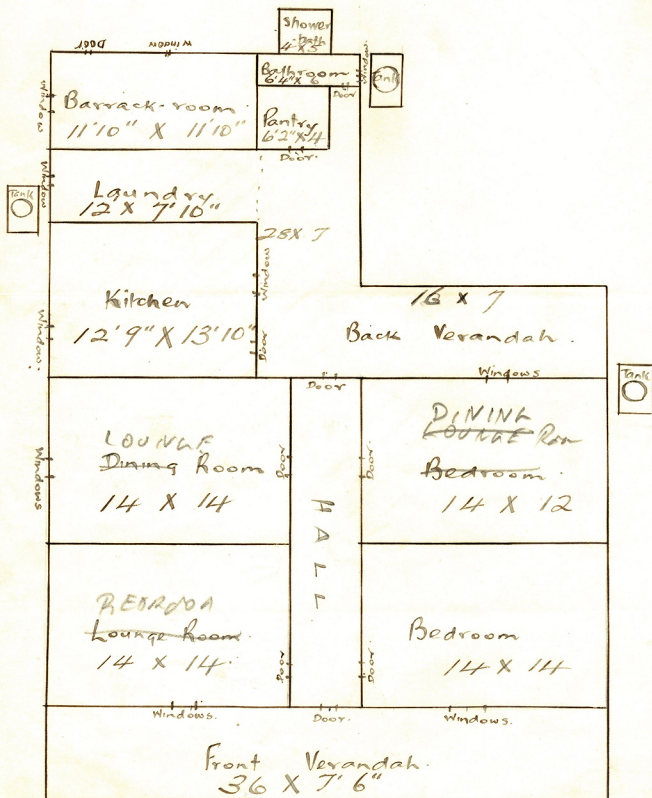 Shower
bath
4 x 5
Door
window
Window
Bathroom
6'4" x 6
Tank
Door
Window
Barrack-room
11'10" X 11'10"
Pantry
6'2" x 4
Door.
Window
Laundry
12 X 7'10"
Tank
28 X 7
Window
Kitchen
12'9" X 13'10"
Door
Window.
16 x 7
Back Verandah.
Windows
Door
Tank
LOUNGE
Dining Room
14 X 14
Windows
Door
HALL
Door
DINING
LOUNGE Rom
Bedroom
14 X 12
BEDROOM
Lounge Room
14 X 14
Door
Door
Bedroom
14 X 14
Windows.
Door.
Windows.
Front Verandah.
36 X 7'6"